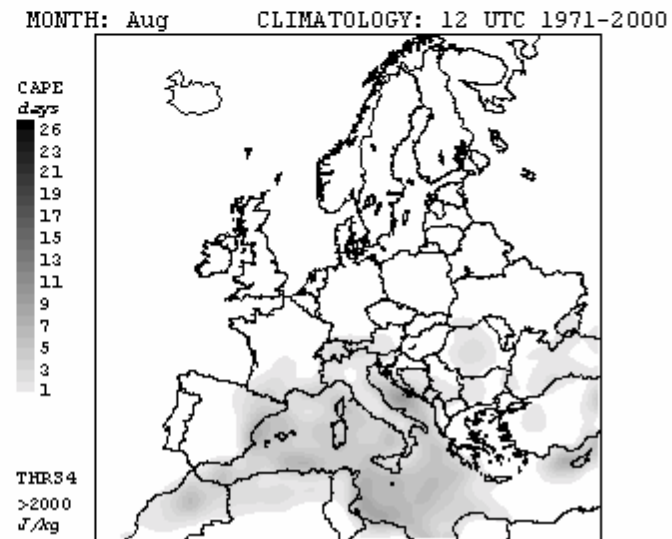 MONTH: Aug CLIMATOLOGY: 12 UTC 1971-2000
CAPE
days
26
23
21
19
17
15
13
11
9
7
5
3
1
THRS4
>2000
J/kg